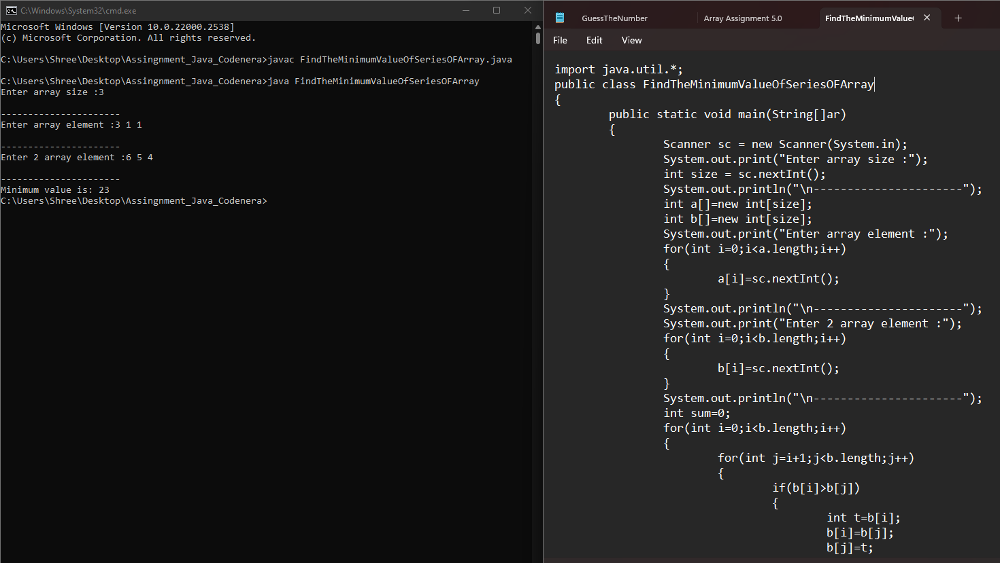 C:\Windows\System32\cmd.exe
Microsoft Windows [Version 10.0.22000.2538]
(c) Microsoft Corporation. All rights reserved.
C:\Users\Shree\Desktop\Assingnment_Java_Codenera>javac FindTheMinimumValueOfSeriesOFArray.java
C:\Users\Shree\Desktop\Assingnment_Java_Codenera>java FindTheMinimumValueOfSeriesOFArray
Enter array size :3
----------------------
Enter array element :3 1 1
----------------------
Enter 2 array element :6 5 4
----------------------
Minimum value is: 23
C:\Users\Shree\Desktop\Assingnment_Java_Codenera>
GuessTheNumber
Array Assignment 5.0
FindTheMinimumValue
File Edit View
import java.util.*;
public class FindTheMinimumValueOfSeriesOFArray
{
public static void main(String[]ar)
{
Scanner sc = new Scanner(System.in);
System.out.print("Enter array size :");
int size = sc.nextInt();
System.out.println("\n----------------------");
int a[]=new int[size];
int b[]=new int[size];
System.out.print("Enter array element :");
for(int i=0;i<a.length;i++)
{
a[i]=sc.nextInt();
}
System.out.println("\n----------------------");
System.out.print("Enter 2 array element :");
for(int i=0;i<b.length;i++)
{
b[i]=sc.nextInt();
}
System.out.println("\n----------------------");
int sum=0;
for(int i=0;i<b.length;i++)
{
for(int j=i+1;j<b.length;j++)
{
if(b[i]>b[j])
{
int t=b[i];
b[i]=b[j];
b[j]=t;